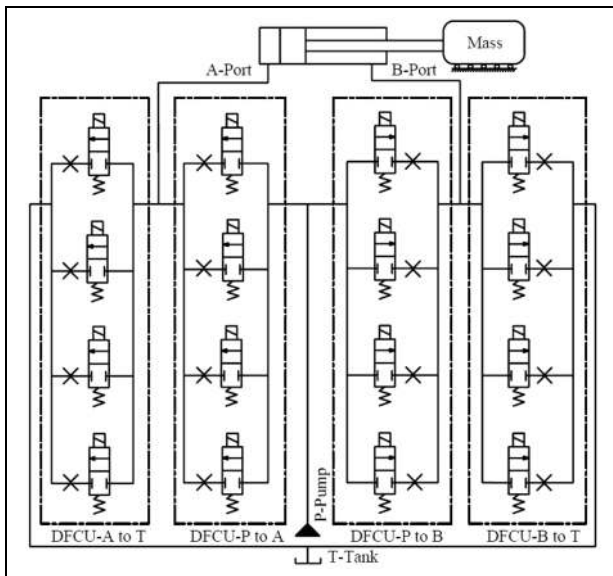 Mass
A-Port
B-Port
P-Pump
DFCU-A to T
DFCU-P to A
DFCU-P to B
DFCU-B to T
T-Tank